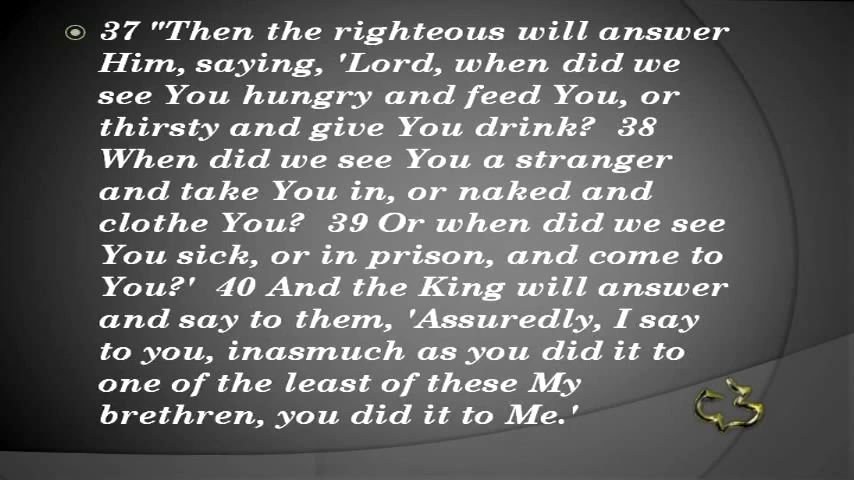 37 "Then the righteous will answer
Him, saying, 'Lord, when did we
see You hungry and feed You, or
thirsty and give You drink? 38
When did we see You a stranger
and take You in, or naked and
clothe You? 39 Or when did we see
You sick, or in prison, and come to
You?' 40 And the King will answer
and say to them, 'Assuredly, I say
to you, inasmuch as you did it to
one of the least of these My
brethren, you did it to Me.'